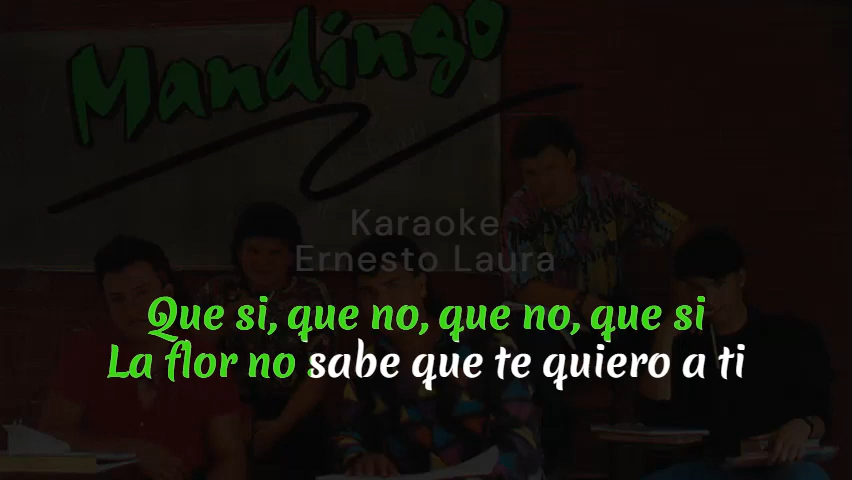 Mandingo
Karaoke
Ernesto Laura
Que si, que no, que no, que si
La flor no sabe que te quiero a ti